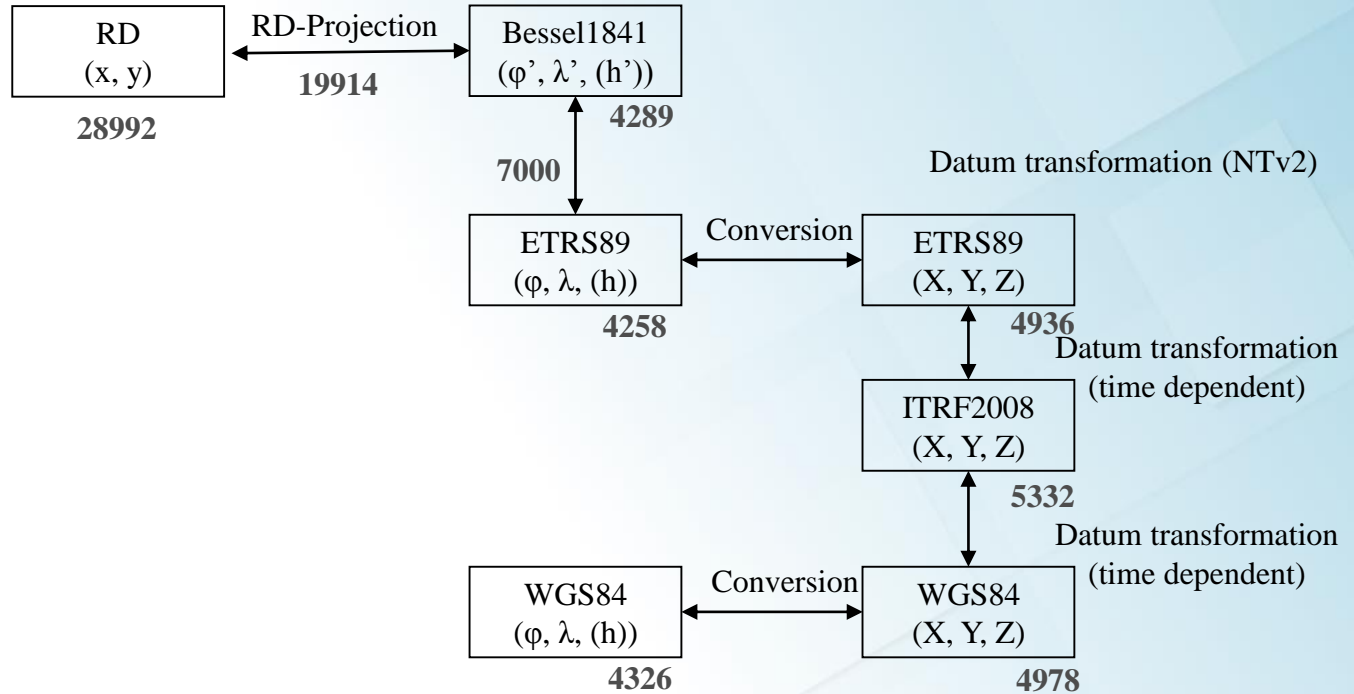 RD
(x, y)
28992
RD-Projection
19914
Bessel1841
(φ’, λ’, (h’))
4289
7000
Datum transformation (NTv2)
ETRS89
(φ, λ, (h))
4258
Conversion
ETRS89
(X, Y, Z)
4936
Datum transformation
(time dependent)
ITRF2008
(X, Y, Z)
5332
Datum transformation
(time dependent)
WGS84
(φ, λ, (h))
4326
Conversion
WGS84
(X, Y, Z)
4978